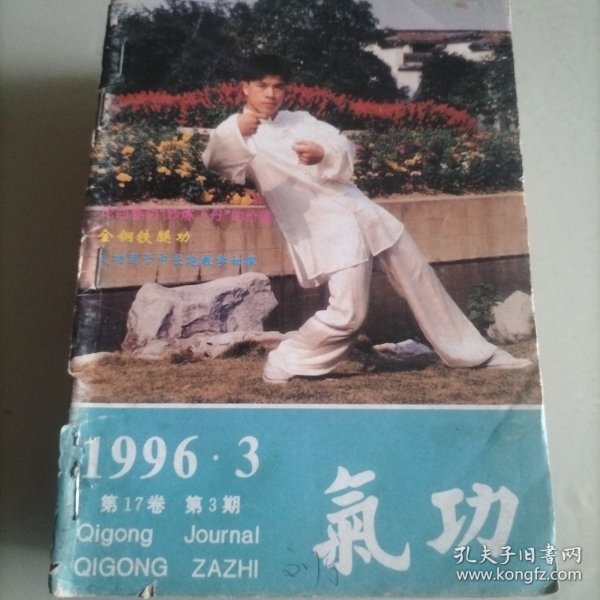 金钢铁腿功
1996·3
第17卷 第3期
Qigong Journal
QIGONG ZAZHI
氣功
孔夫子旧书网
www.kongfz.com